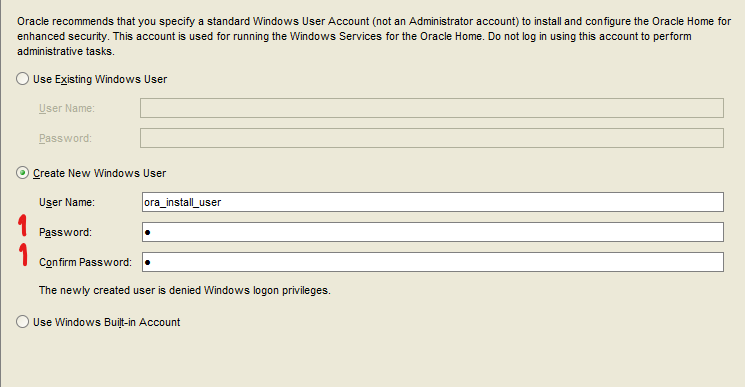 Oracle recommends that you specify a standard Windows User Account (not an Administrator account) to install and configure the Oracle Home for
enhanced security. This account is used for running the Windows Services for the Oracle Home. Do not log in using this account to perform
administrative tasks.
Use Existing Windows User
User Name:
Password:
Create New Windows User
User Name: ora_install_user
1 Password: •
1 Confirm Password: •
The newly created user is denied Windows logon privileges.
Use Windows Built-in Account